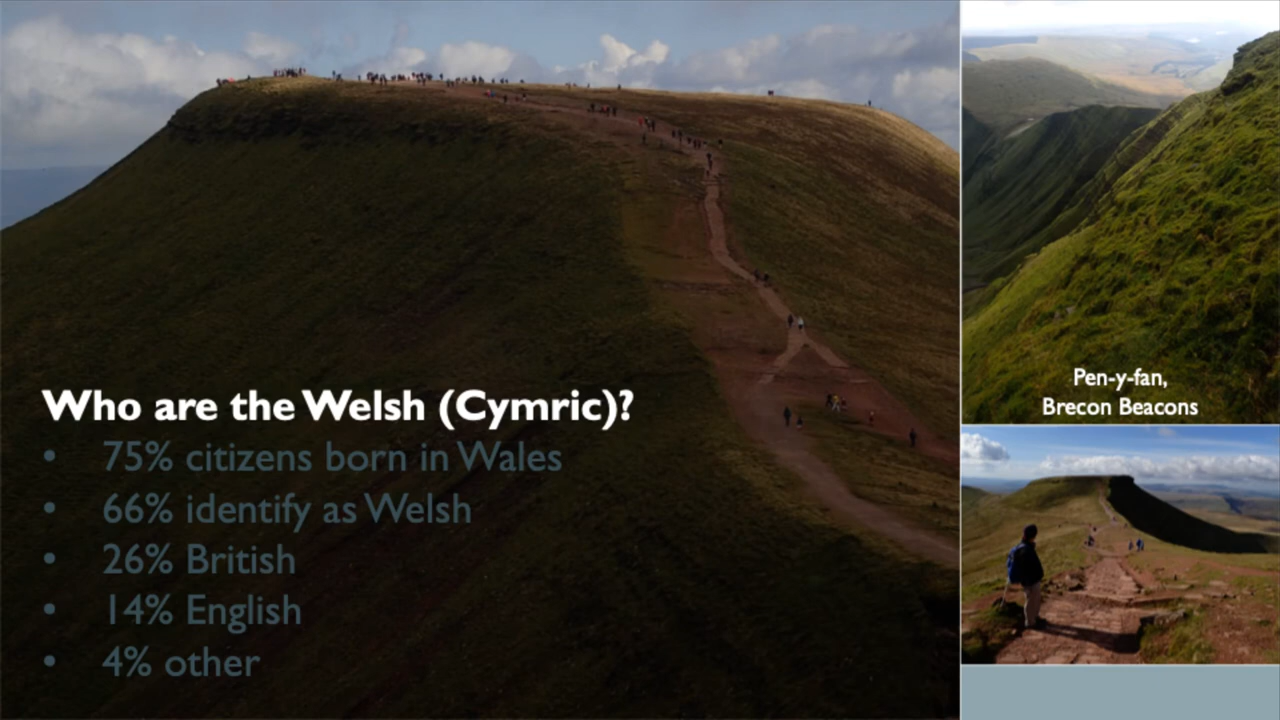 Who are the Welsh (Cymric)?
• 75% citizens born in Wales
• 66% identify as Welsh
• 26% British
• 14% English
• 4% other
Pen-y-fan,
Brecon Beacons